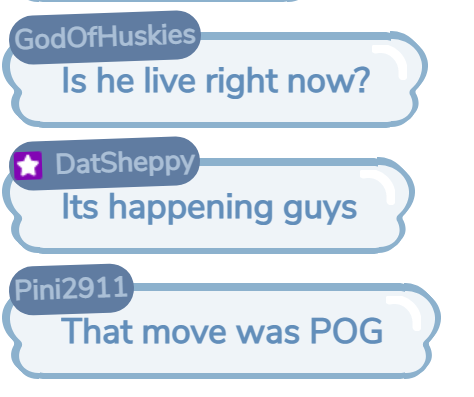 GodOfHuskies
Is he live right now?
DatSheppy
Its happening guys
Pini2911
That move was POG